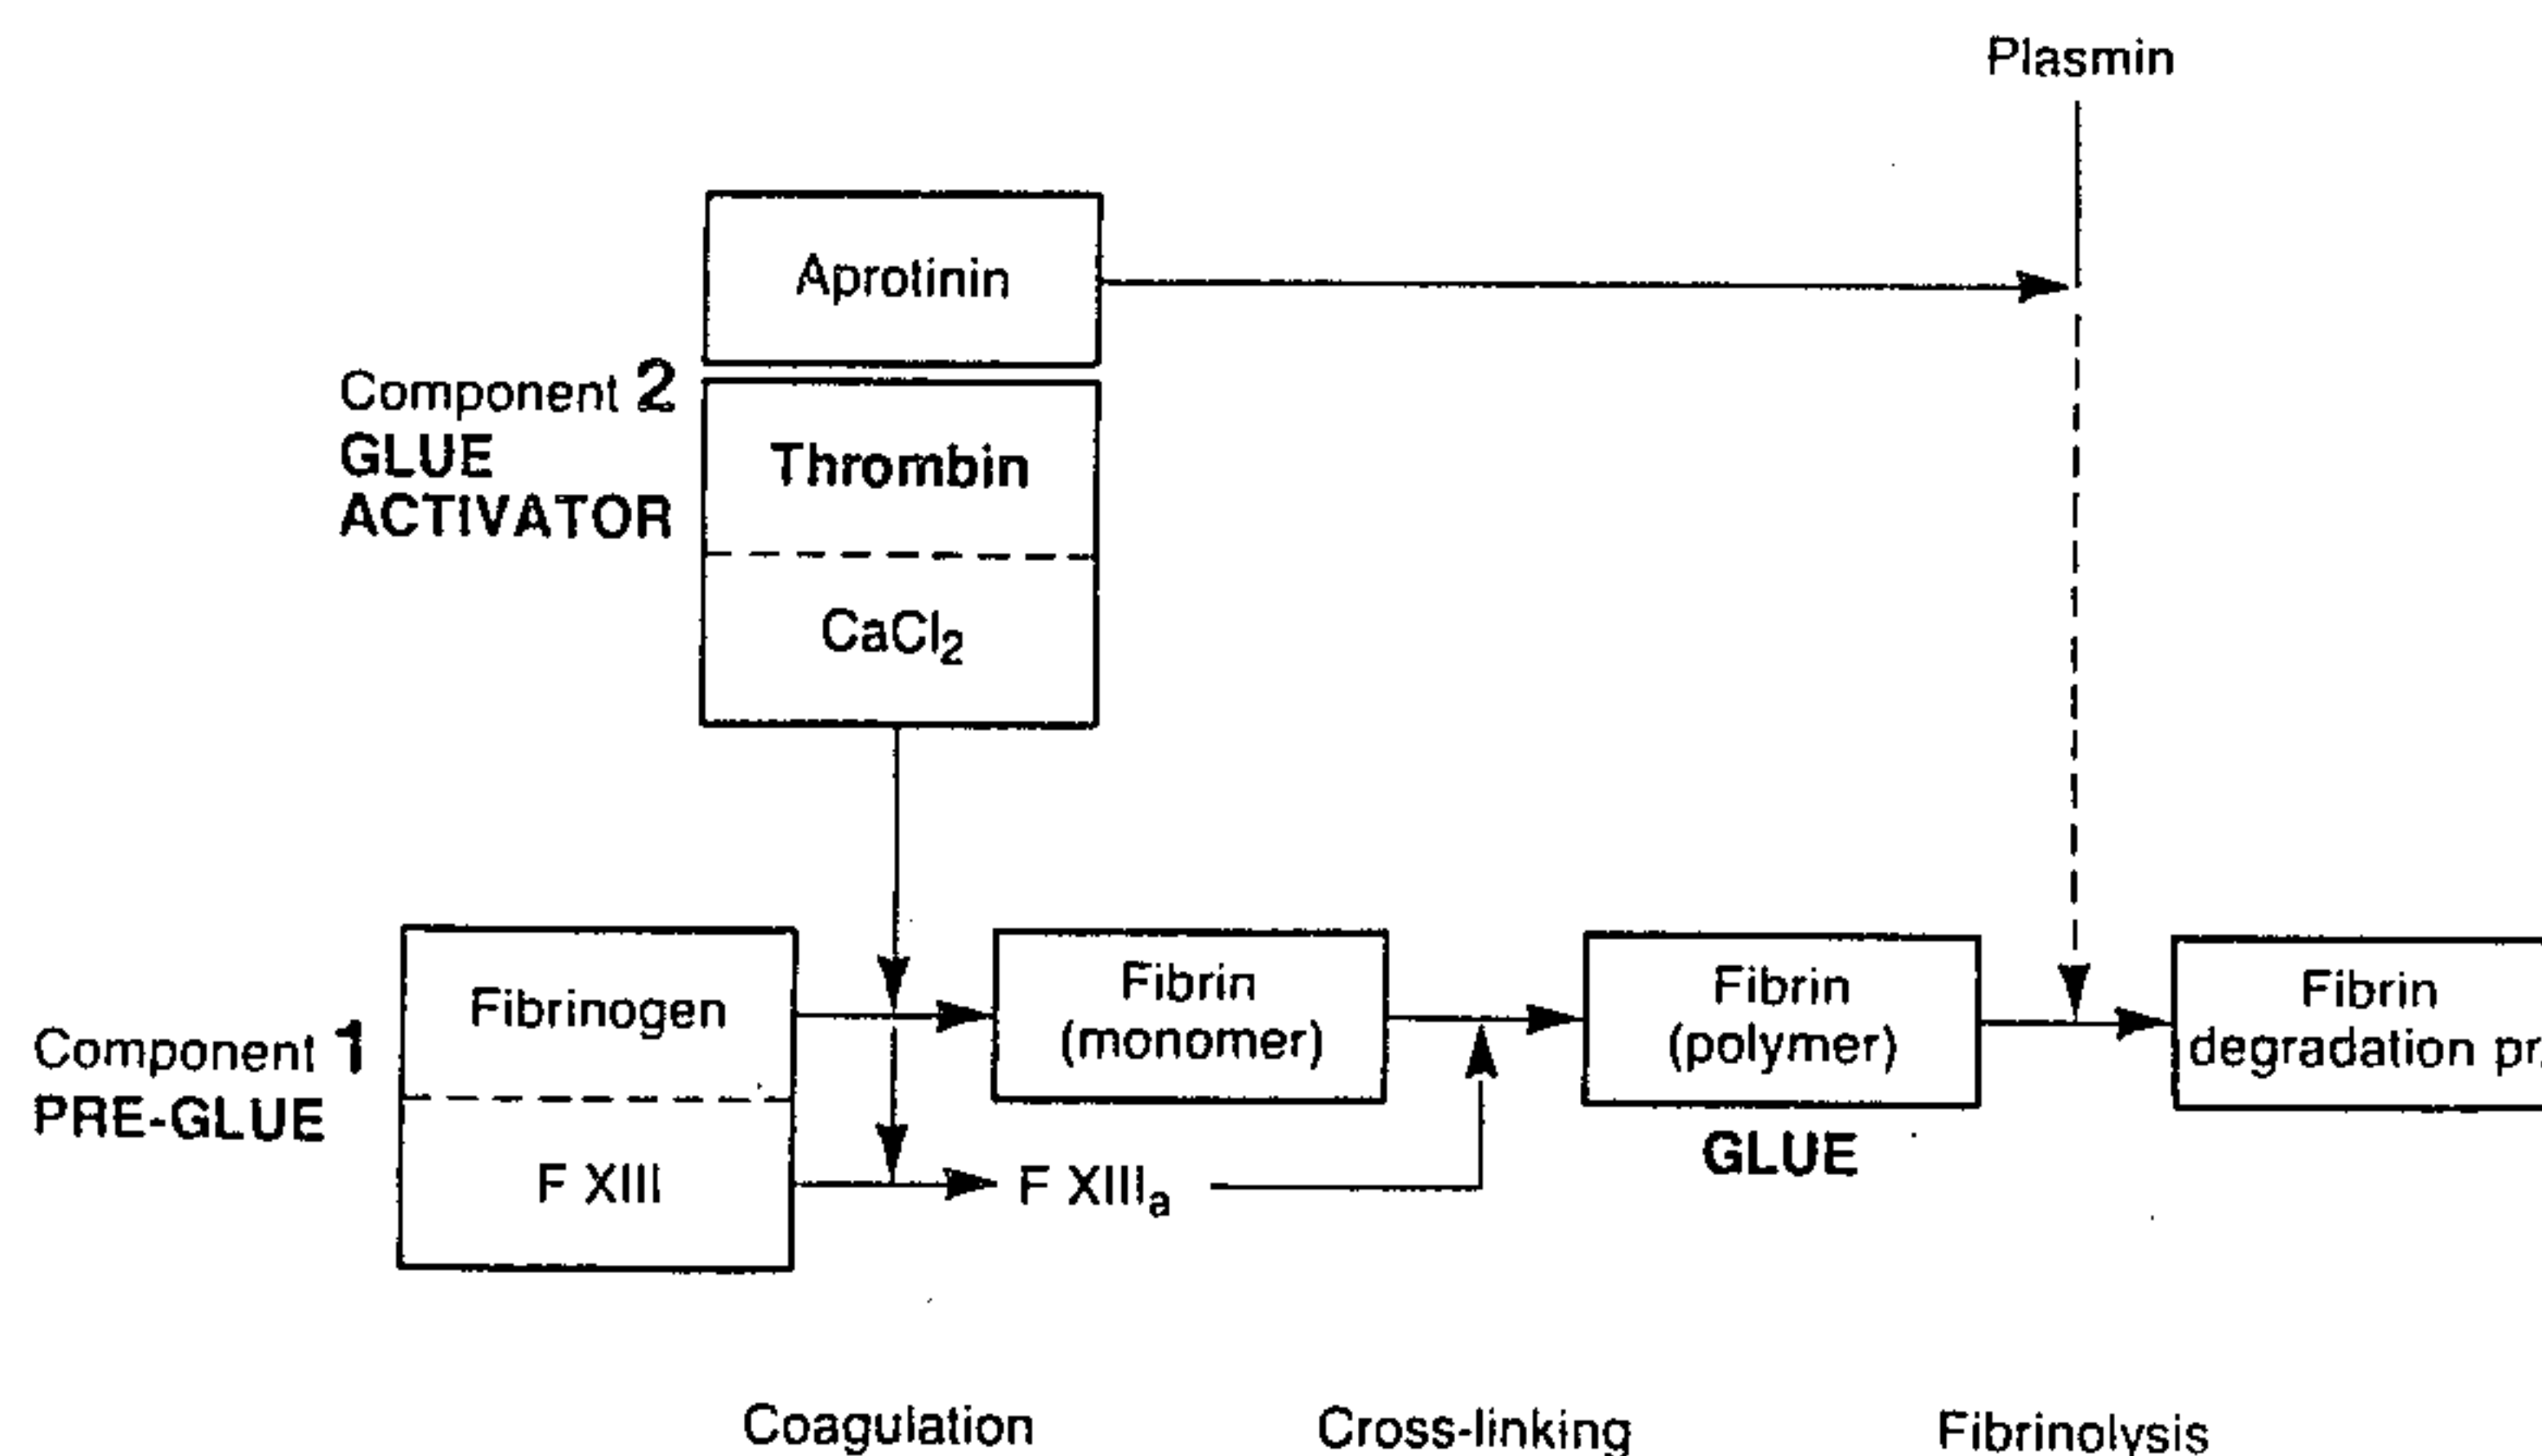 Plasmin
Aprotinin
Component 2
GLUE
ACTIVATOR
Thrombin
CaCl₂
Component 1
PRE-GLUE
Fibrinogen
F XIII
Fibrin
(monomer)
F XIIIₐ
Fibrin
(polymer)
GLUE
Fibrin
degradation
Coagulation
Cross-linking
Fibrinolysis